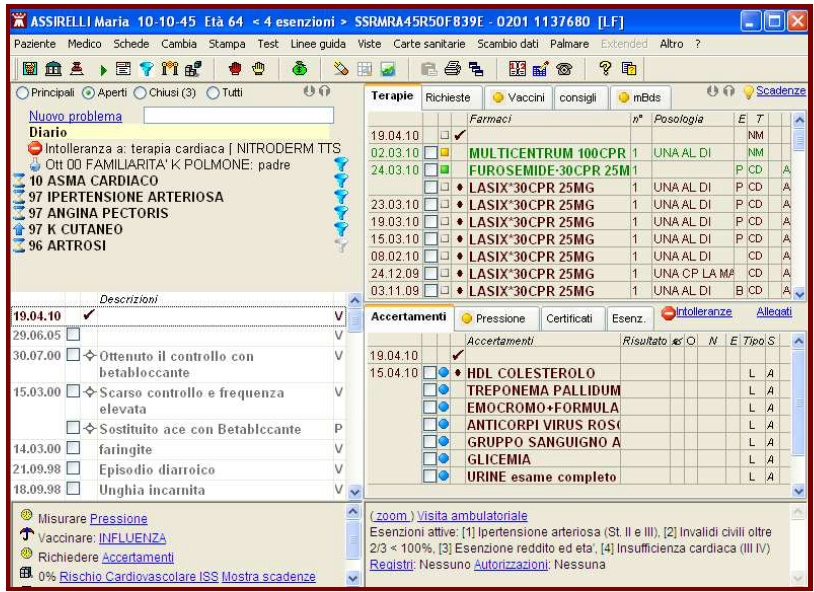 ASSIRELLI Maria 10-10-45 Età 64 < 4 esenzioni > SSRMRA45R50F839E - 0201 1137680 [LF]
Paziente Medico Schede Cambia Stampa Test Linee guida Viste Carte sanitarie Scambio dati Palmare Extended Altro ?
Principali Aperti Chiusi (3) Tutti
Nuovo problema
Diario
Intolleranza a: terapia cardiaca [ NITRODERM TTS
Ott 00 FAMILIARITA' K POLMONE: padre
10 ASMA CARDIACO
97 IPERTENSIONE ARTERIOSA
97 ANGINA PECTORIS
97 K CUTANEO
96 ARTROSI
Descrizioni
19.04.10 V
29.06.05 V
30.07.00 Ottenuto il controllo con V
betabloccante
15.03.00 Scarso controllo e frequenza V
elevata
Sostituito ace con Betablccante P
14.03.00 faringite V
21.09.98 Episodio diarroico V
18.09.98 Unghia incarnita V
Misurare Pressione
Vaccinare: INFLUENZA
Richiedere Accertamenti
0% Rischio Cardiovascolare ISS Mostra scadenze
Scadenze
Terapie Richieste Vaccini consigli mBds
Farmaci n° Posologia E T
19.04.10 NM
02.03.10 MULTICENTRUM 100CPR 1 UNA AL DI NM
24.03.10 FUROSEMIDE·30CPR 25M 1 P CD A
LASIX*30CPR 25MG 1 UNA AL DI P CD A
23.03.10 LASIX*30CPR 25MG 1 UNA AL DI P CD A
19.03.10 LASIX*30CPR 25MG 1 UNA AL DI P CD A
15.03.10 LASIX*30CPR 25MG 1 UNA AL DI P CD A
08.02.10 LASIX*30CPR 25MG 1 UNA AL DI CD A
24.12.09 LASIX*30CPR 25MG 1 UNA CP LA MA CD A
03.11.09 LASIX*30CPR 25MG 1 UNA AL DI B CD A
Accertamenti Pressione Certificati Esenz. Intolleranze Allegati
Accertamenti Risultato O N E Tipo S
19.04.10
15.04.10 HDL COLESTEROLO L A
TREPONEMA PALLIDUM L A
EMOCROMO+FORMULA L A
ANTICORPI VIRUS ROS( L A
GRUPPO SANGUIGNO A L A
GLICEMIA L A
URINE esame completo L A
( zoom ) Visita ambulatoriale
Esenzioni attive: [1] Ipertensione arteriosa (St. II e III), [2] Invalidi civili oltre
2/3 < 100%, [3] Esenzione reddito ed eta', [4] Insufficienza cardiaca (III IV)
Registri: Nessuno Autorizzazioni: Nessuna